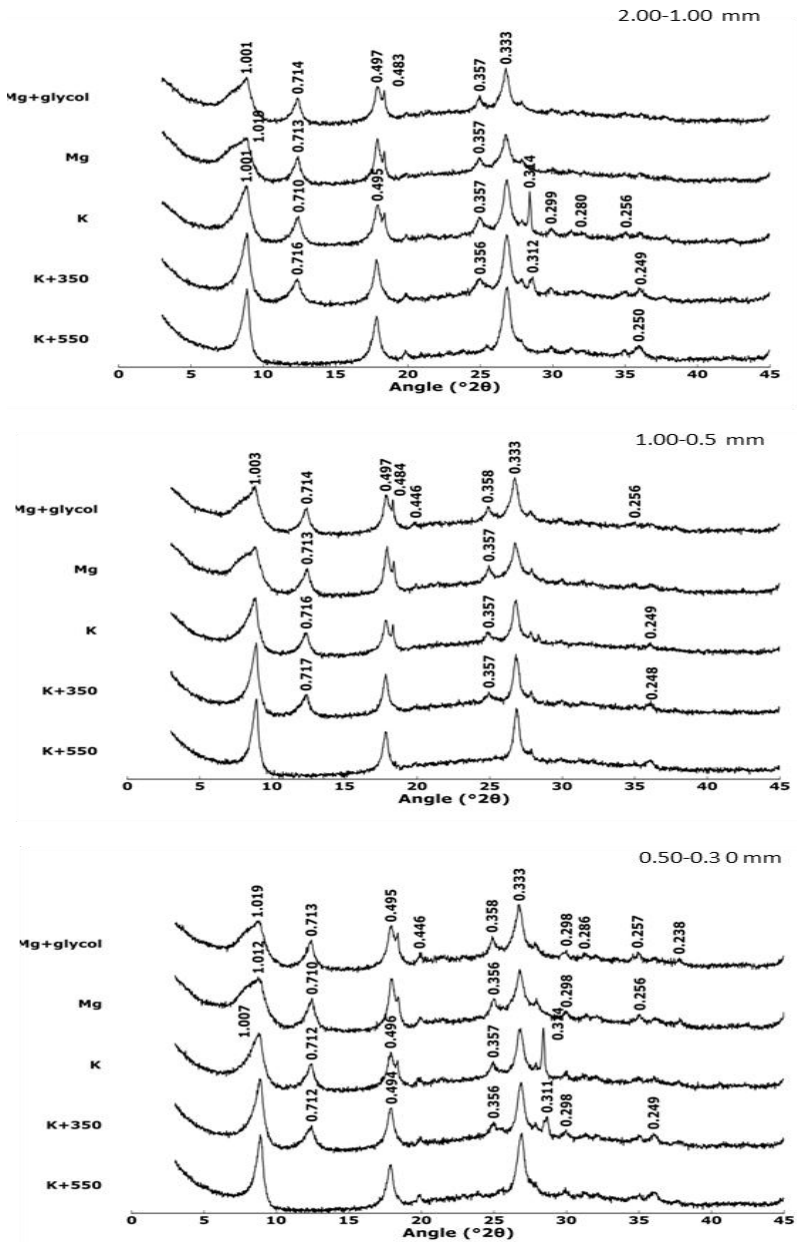 2.00-1.00 mm
1.001 0.714 0.497 0.483 0.357 0.333
Mg+glycol
1.018 0.713 0.357
Mg
1.001 0.710 0.495 0.357 0.314 0.299 0.280 0.256
K
0.716 0.356 0.312 0.249
K+350
0.250
K+550
0 5 10 15 20 25 30 35 40 45
Angle (°2θ)
1.00-0.5 mm
1.003 0.714 0.497 0.484 0.446 0.358 0.333 0.256
Mg+glycol
0.713 0.357
Mg
0.716 0.357 0.249
K
0.717 0.357 0.248
K+350
K+550
0 5 10 15 20 25 30 35 40 45
Angle (°2θ)
0.50-0.3 0 mm
1.019 0.713 0.495 0.446 0.358 0.333 0.298 0.286 0.257 0.238
Mg+glycol
1.012 0.710 0.356 0.298 0.256
Mg
1.007 0.712 0.496 0.357 0.314
K
0.712 0.494 0.356 0.311 0.298 0.249
K+350
K+550
0 5 10 15 20 25 30 35 40 45
Angle (°2θ)